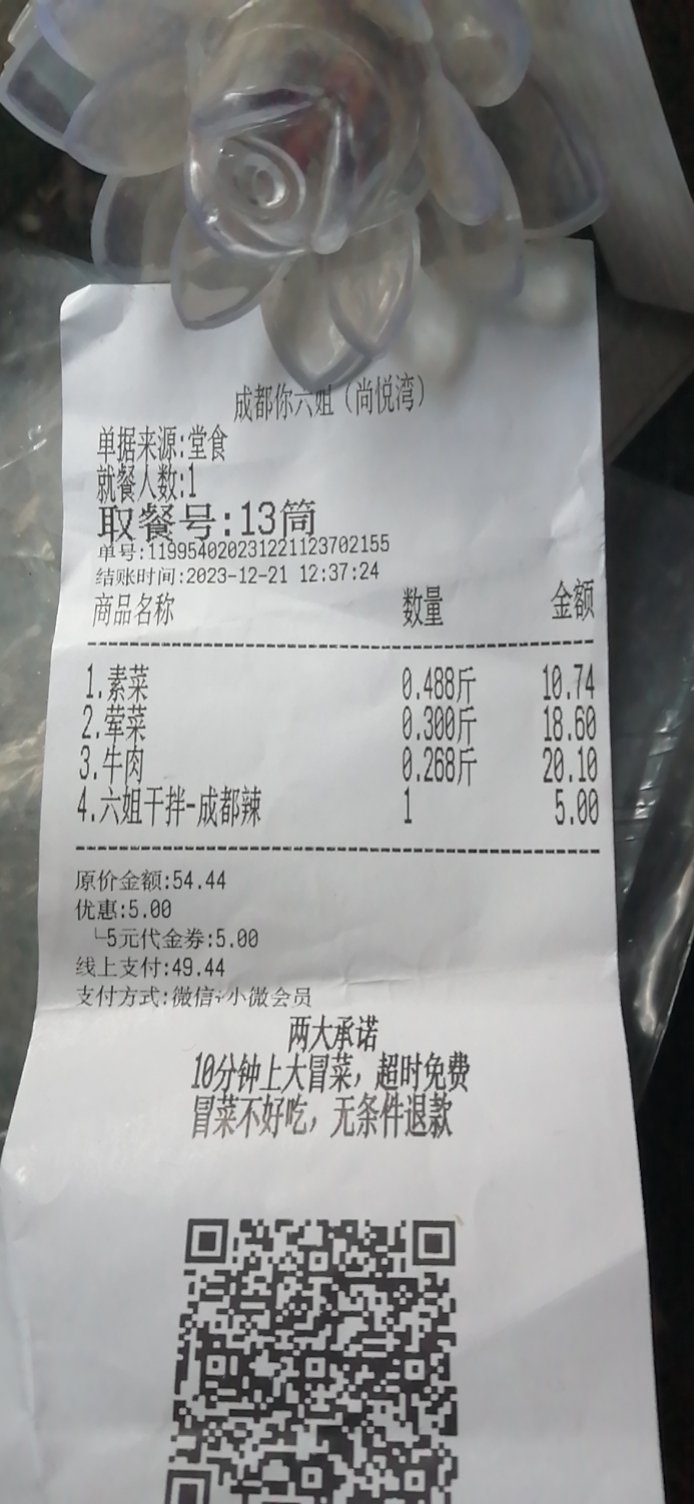 成都你六姐（尚悦湾）
单据来源:堂食
就餐人数:1
取餐号:13筒
单号:119954020231221123702155
结账时间:2023-12-21 12:37:24
商品名称 数量 金额
1.素菜 0.488斤 10.74
2.荤菜 0.300斤 18.60
3.牛肉 0.268斤 20.10
4.六姐干拌-成都辣 1 5.00
原价金额:54.44
优惠:5.00
└5元代金券:5.00
线上支付:49.44
支付方式:微信;小微会员
两大承诺
10分钟上大冒菜，超时免费
冒菜不好吃，无条件退款